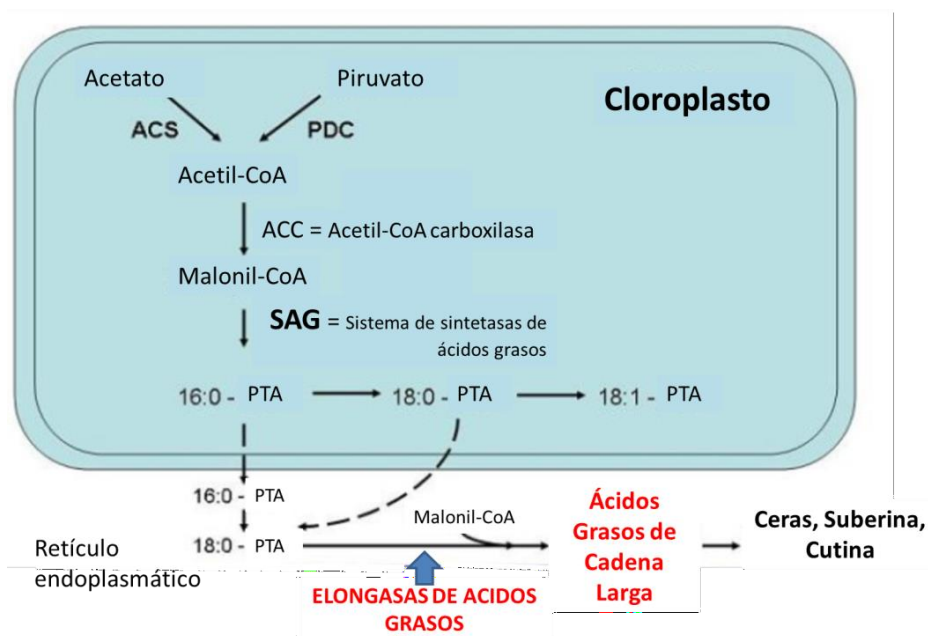 Acetato
Piruvato
Cloroplasto
ACS
PDC
Acetil-CoA
ACC = Acetil-CoA carboxilasa
Malonil-CoA
SAG = Sistema de sintetasas de
ácidos grasos
16:0 - PTA
18:0 - PTA
18:1 - PTA
16:0 - PTA
Malonil-CoA
18:0 - PTA
Ácidos
Grasos de
Cadena
Larga
Ceras, Suberina,
Cutina
Retículo
endoplasmático
ELONGASAS DE ACIDOS
GRASOS